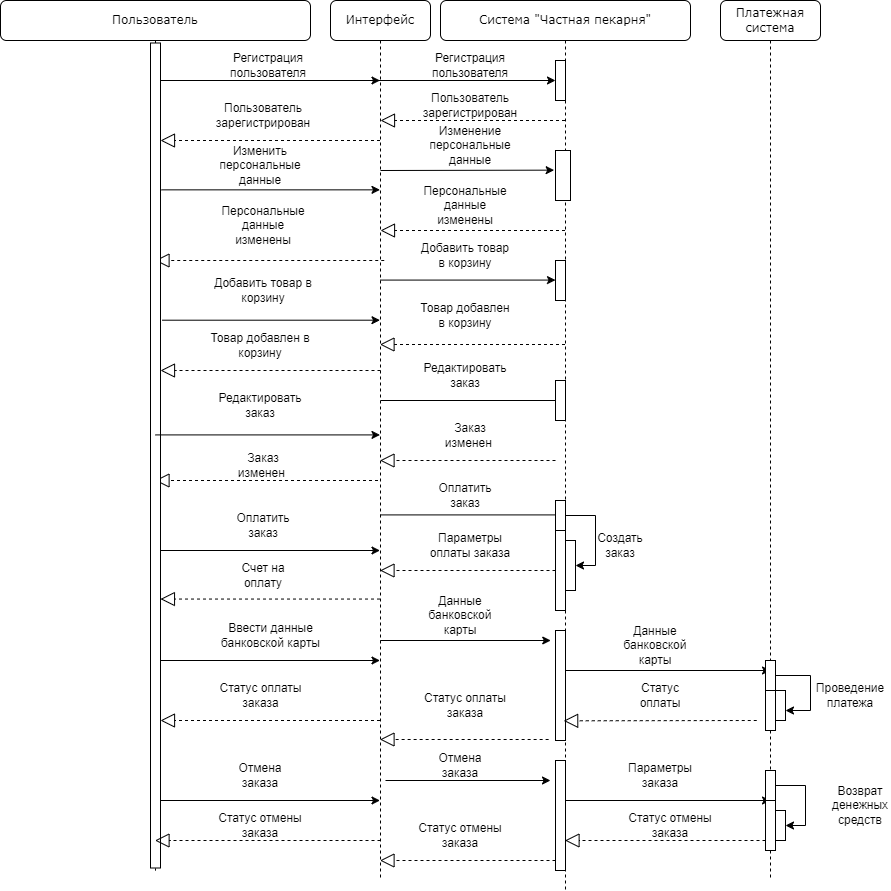 Пользователь
Интерфейс
Система "Частная пекарня"
Платежная
система
Регистрация
пользователя
Регистрация
пользователя
Пользователь
зарегистрирован
Пользователь
зарегистрирован
Изменение
персональные
данные
Изменить
персональные
данные
Персональные
данные
изменены
Персональные
данные
изменены
Добавить товар
в корзину
Добавить товар в
корзину
Товар добавлен
в корзину
Товар добавлен в
корзину
Редактировать
заказ
Редактировать
заказ
Заказ
изменен
Заказ
изменен
Оплатить
заказ
Оплатить
заказ
Создать
заказ
Параметры
оплаты заказа
Счет на
оплату
Данные
банковской
карты
Ввести данные
банковской карты
Данные
банковской
карты
Проведение
платежа
Статус
оплаты
Статус оплаты
заказа
Статус оплаты
заказа
Отмена
заказа
Отмена
заказа
Параметры
заказа
Возврат
денежных
средств
Статус отмены
заказа
Статус отмены
заказа
Статус отмены
заказа